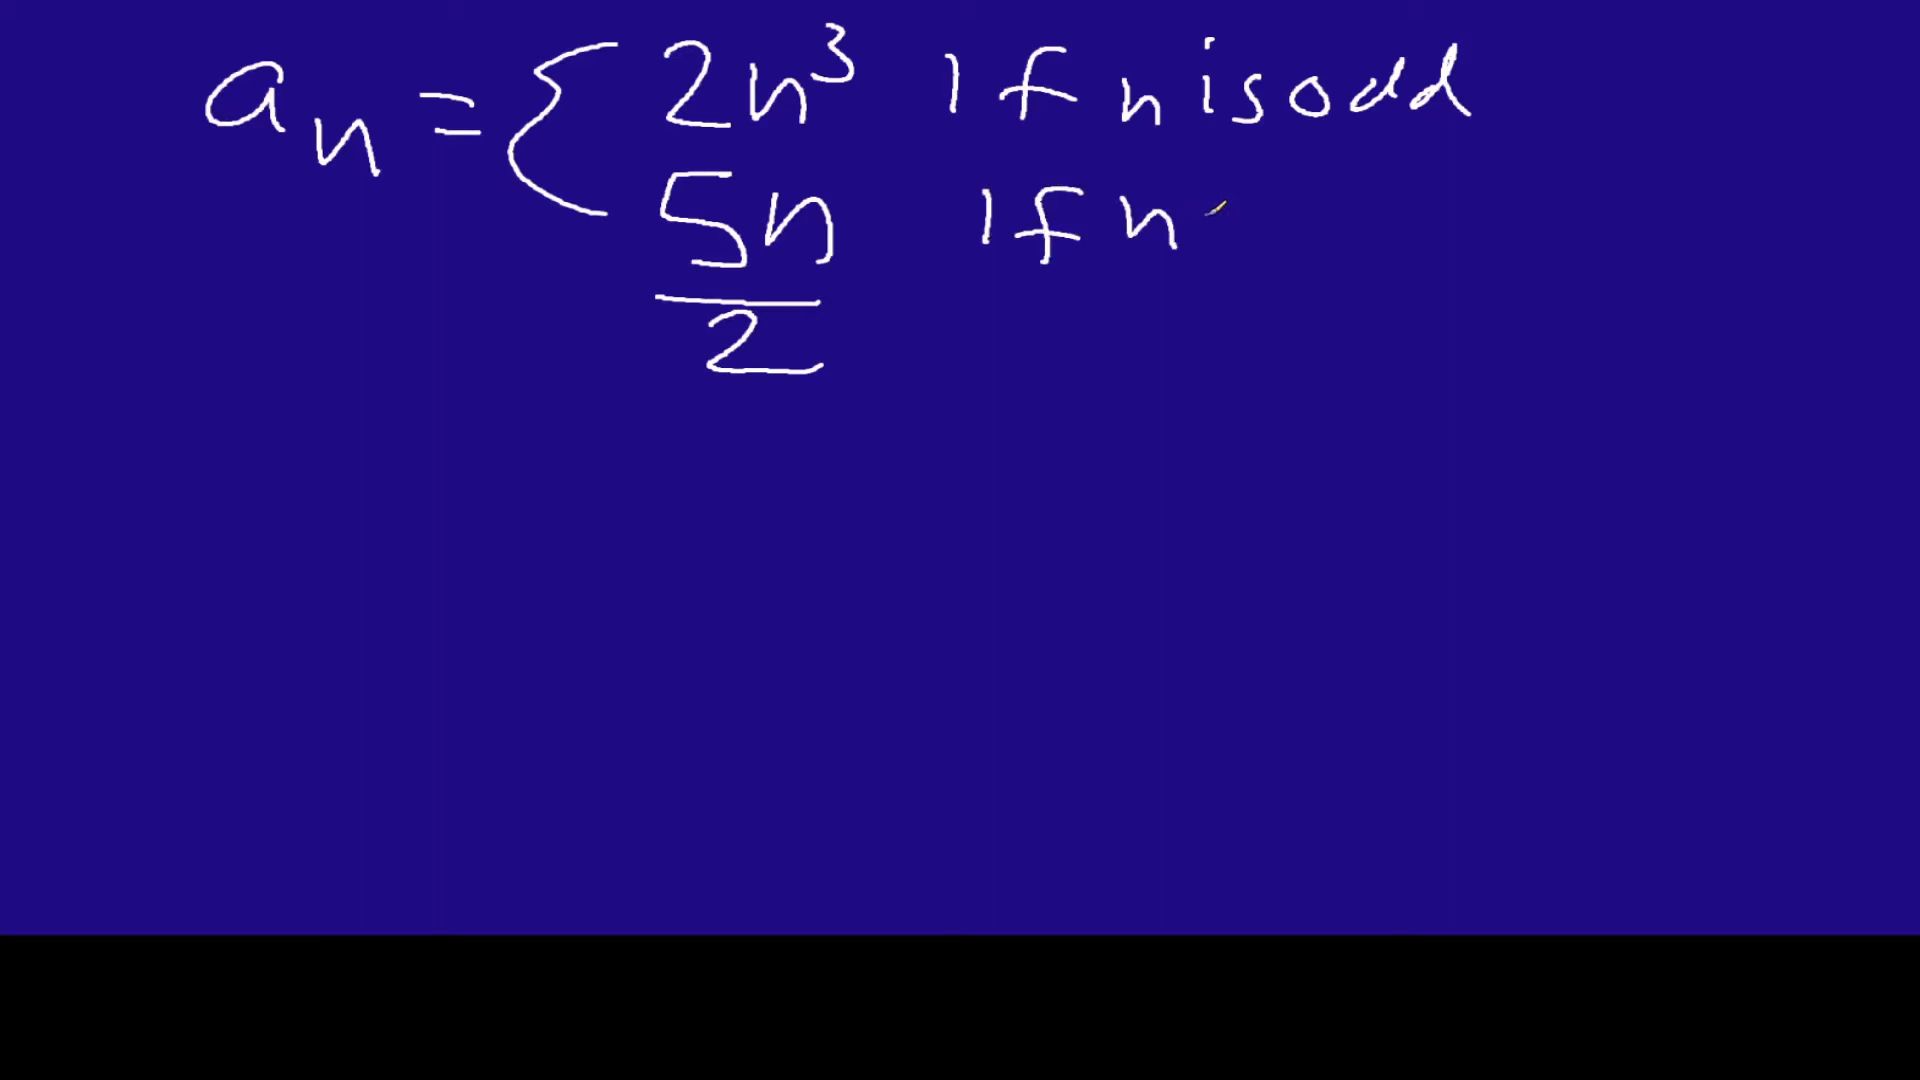 aₙ = { 2n³ if n is odd
5n/2 if n